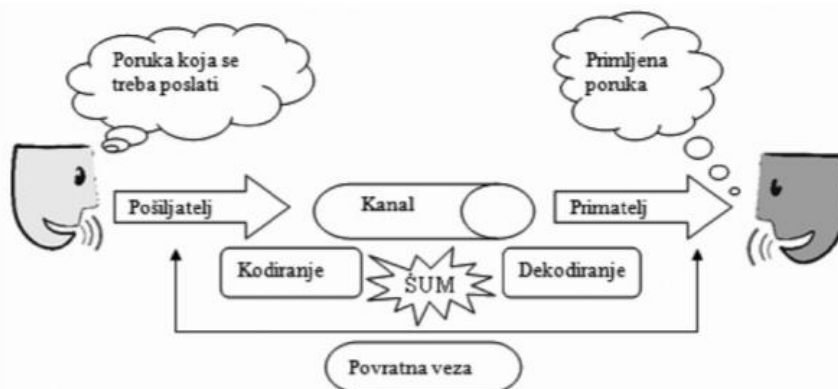 Poruka koja se
treba poslati
Primljena
poruka
Pošiljatelj
Kanal
Primatelj
Kodiranje
ŠUM
Dekodiranje
Povratna veza